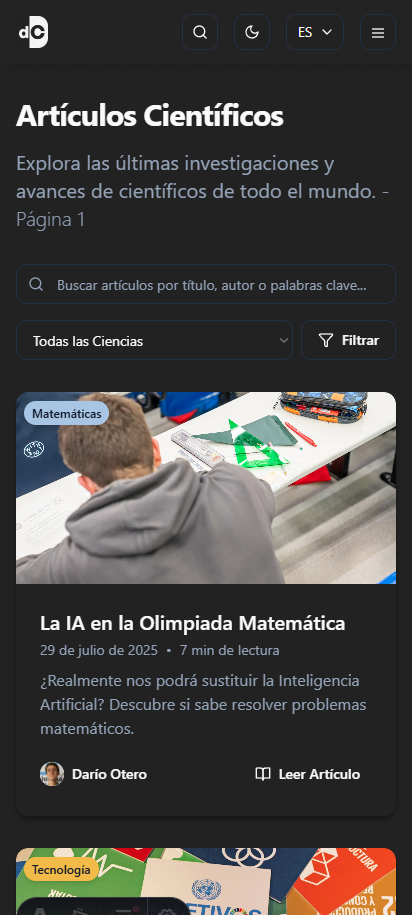 dC
ES
Artículos Científicos
Explora las últimas investigaciones y
avances de científicos de todo el mundo. -
Página 1
Buscar artículos por título, autor o palabras clave...
Todas las Ciencias
Filtrar
Matemáticas
La IA en la Olimpiada Matemática
29 de julio de 2025 • 7 min de lectura
¿Realmente nos podrá sustituir la Inteligencia
Artificial? Descubre si sabe resolver problemas
matemáticos.
Darío Otero
Leer Artículo
Tecnología